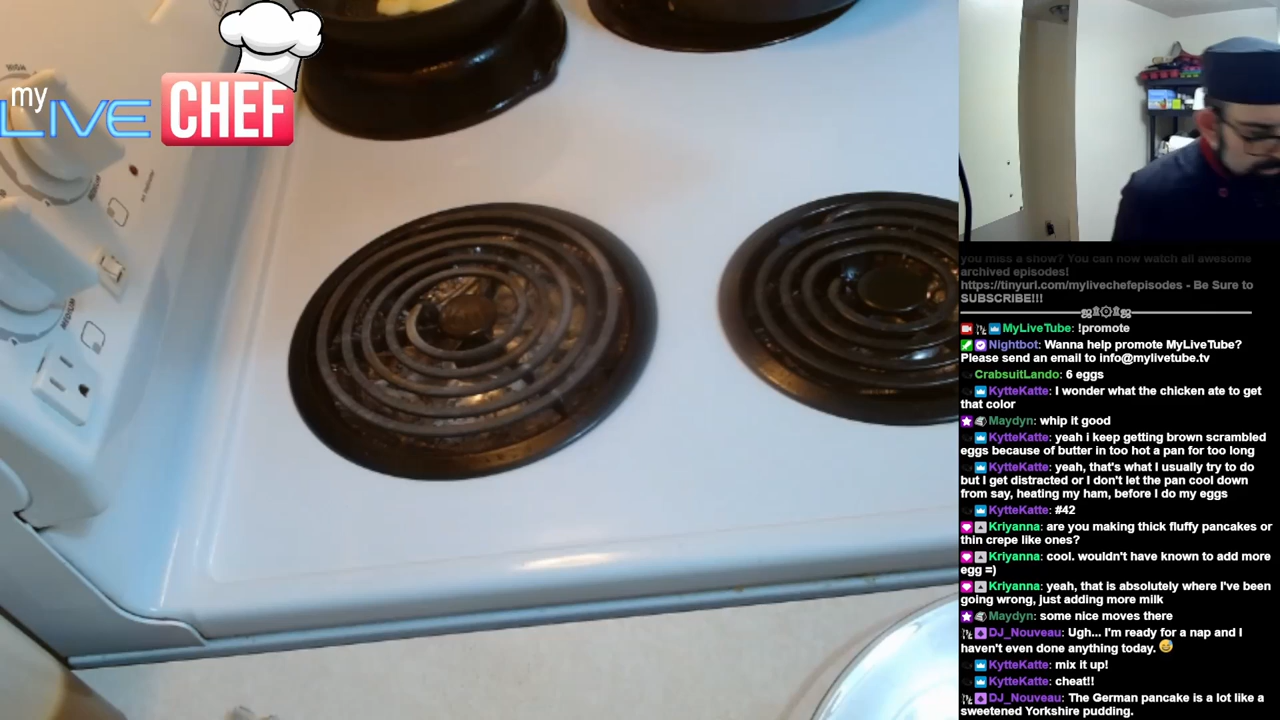 my
LIVE CHEF
HIGH
you miss a show? You can now watch all awesome
archived episodes!
https://tinyurl.com/mylivechefepisodes - Be Sure to
SUBSCRIBE!!!
MyLiveTube: !promote
Nightbot: Wanna help promote MyLiveTube?
Please send an email to info@mylivetube.tv
CrabsuitLando: 6 eggs
KytteKatte: I wonder what the chicken ate to get
that color
Maydyn: whip it good
KytteKatte: yeah i keep getting brown scrambled
eggs because of butter in too hot a pan for too long
KytteKatte: yeah, that's what I usually try to do
but I get distracted or I don't let the pan cool down
from say, heating my ham, before I do my eggs
KytteKatte: #42
Kriyanna: are you making thick fluffy pancakes or
thin crepe like ones?
Kriyanna: cool. wouldn't have known to add more
egg =)
Kriyanna: yeah, that is absolutely where I've been
going wrong, just adding more milk
Maydyn: some nice moves there
DJ_Nouveau: Ugh... I'm ready for a nap and I
haven't even done anything today. 😅
KytteKatte: mix it up!
KytteKatte: cheat!!
DJ_Nouveau: The German pancake is a lot like a
sweetened Yorkshire pudding.